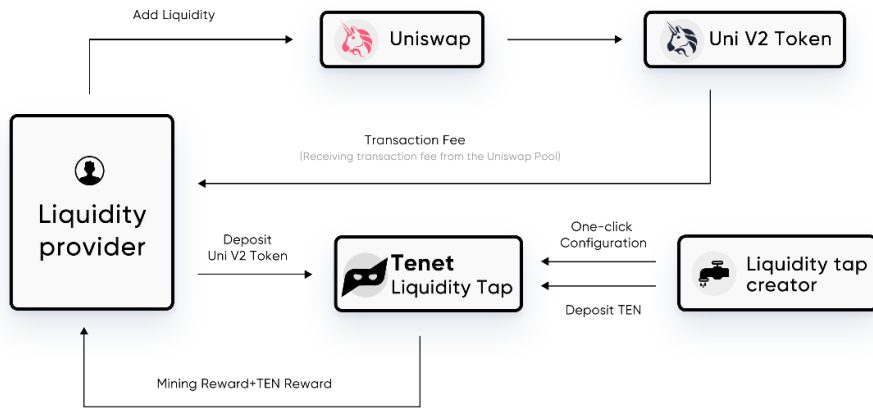 Add Liquidity
Uniswap
Uni V2 Token
Transaction Fee
(Receiving transaction fee from the Uniswap Pool)
Liquidity
provider
Deposit
Uni V2 Token
Tenet
Liquidity Tap
One-click
Configuration
Deposit TEN
Liquidity tap
creator
Mining Reward+TEN Reward